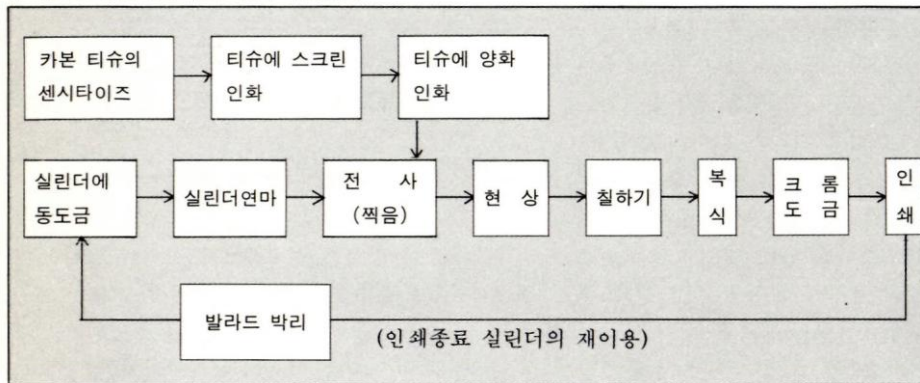 카본 티슈의
센시타이즈
티슈에 스크린
인화
티슈에 양화
인화
실린더에
동도금
실린더연마
전 사
(찍음)
현 상
칠하기
복
식
크 롬
도 금
인
쇄
발라드 박리
(인쇄종료 실린더의 재이용)